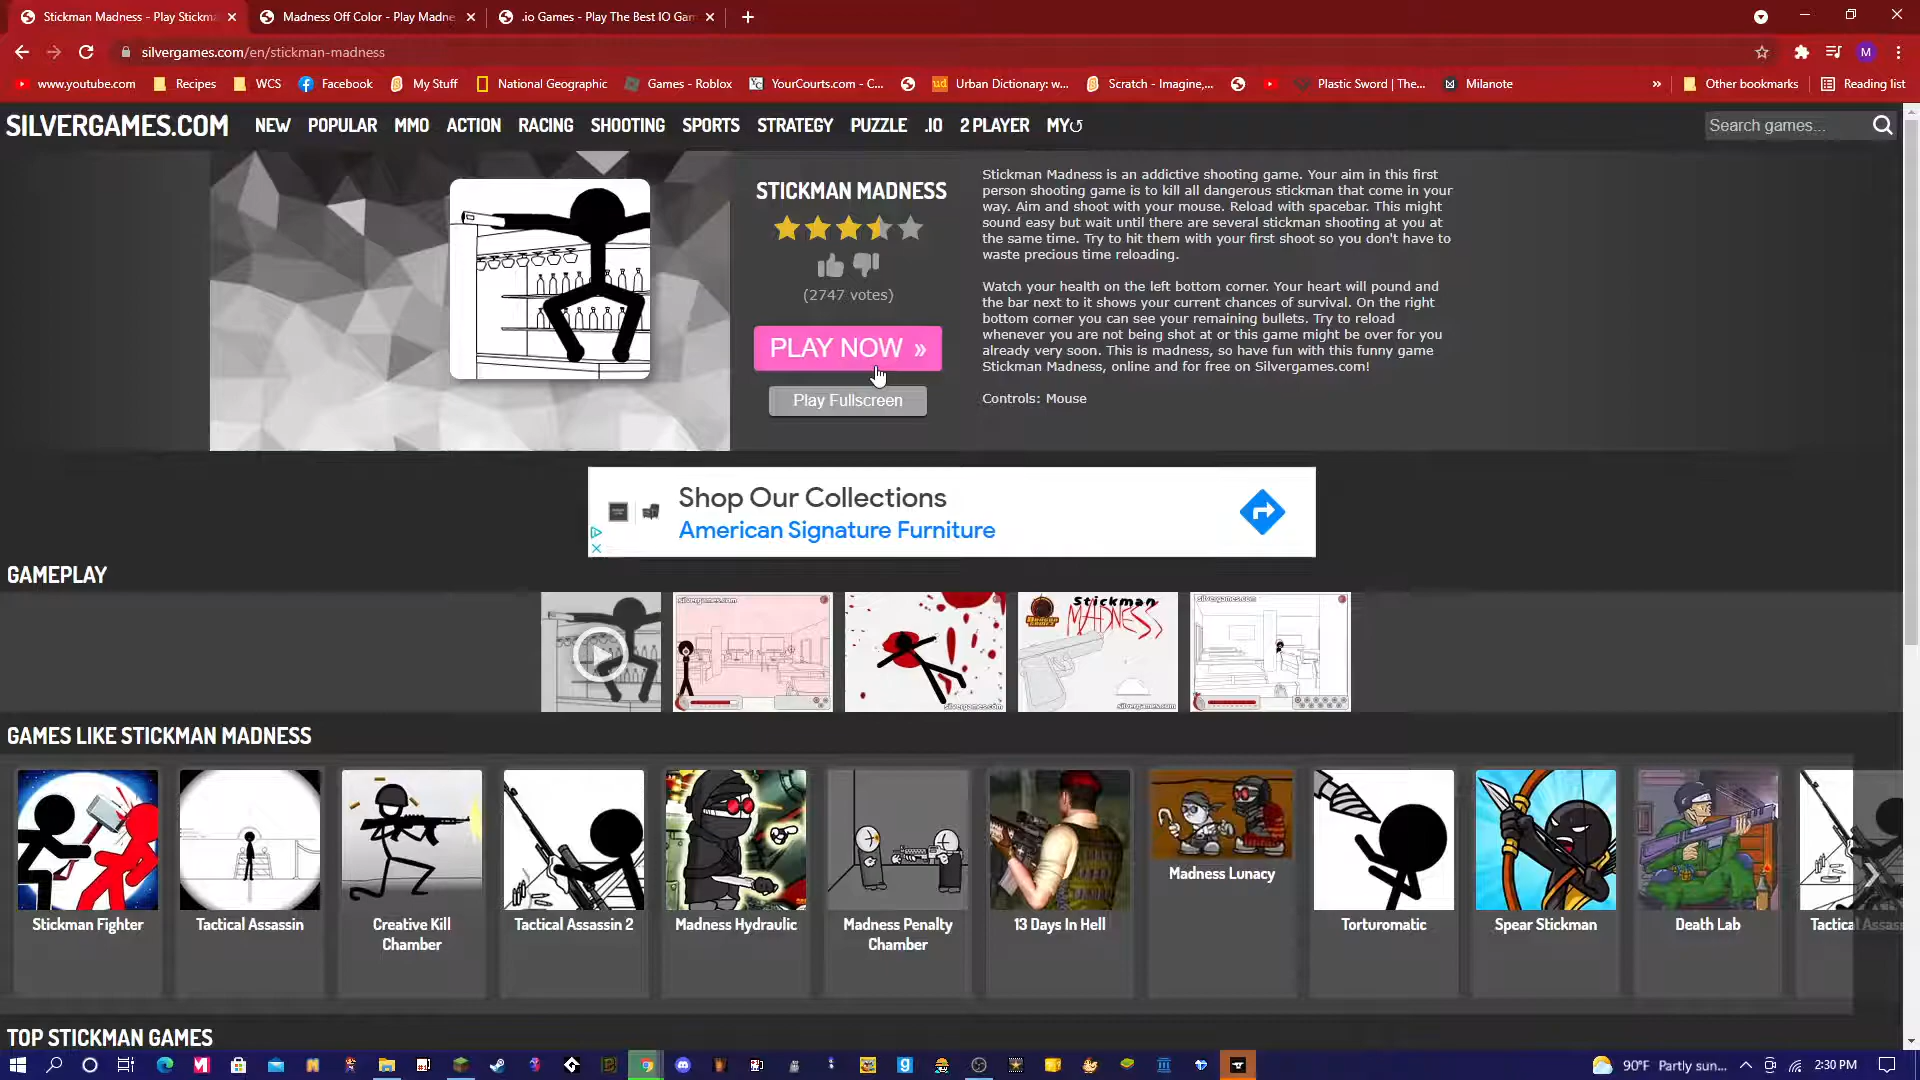 Stickman Madness - Play Stickma
Madness Off Color - Play Madne
.io Games - Play The Best IO Gam
silvergames.com/en/stickman-madness
M
www.youtube.com
Recipes
WCS
Facebook
My Stuff
National Geographic
Games - Roblox
YourCourts.com - C...
Urban Dictionary: w...
Scratch - Imagine,...
Plastic Sword | The...
Milanote
»
Other bookmarks
Reading list
SILVERGAMES.COM
NEW
POPULAR
MMO
ACTION
RACING
SHOOTING
SPORTS
STRATEGY
PUZZLE
.IO
2 PLAYER
MY
Search games...
STICKMAN MADNESS
(2747 votes)
PLAY NOW »
Play Fullscreen
Stickman Madness is an addictive shooting game. Your aim in this first
person shooting game is to kill all dangerous stickman that come in your
way. Aim and shoot with your mouse. Reload with spacebar. This might
sound easy but wait until there are several stickman shooting at you at
the same time. Try to hit them with your first shoot so you don't have to
waste precious time reloading.
Watch your health on the left bottom corner. Your heart will pound and
the bar next to it shows your current chances of survival. On the right
bottom corner you can see your remaining bullets. Try to reload
whenever you are not being shot at or this game might be over for you
already very soon. This is madness, so have fun with this funny game
Stickman Madness, online and for free on Silvergames.com!
Controls: Mouse
Shop Our Collections
American Signature Furniture
GAMEPLAY
silvergames.com
silvergames.com
Stickman
MADNESS
silvergames.com
silvergames.com
GAMES LIKE STICKMAN MADNESS
Stickman Fighter
Tactical Assassin
Creative Kill
Chamber
Tactical Assassin 2
Madness Hydraulic
Madness Penalty
Chamber
13 Days In Hell
Madness Lunacy
Torturomatic
Spear Stickman
Death Lab
Tactical Assass
TOP STICKMAN GAMES
90°F Partly sun...
2:30 PM